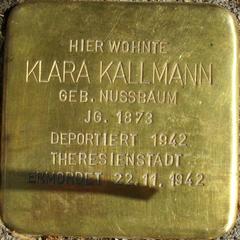 HIER WOHNTE
KLARA KALLMANN
GEB. NUSSBAUM
JG. 1873
DEPORTIERT 1942
THERESIENSTADT
ERMORDET 22.11.1942